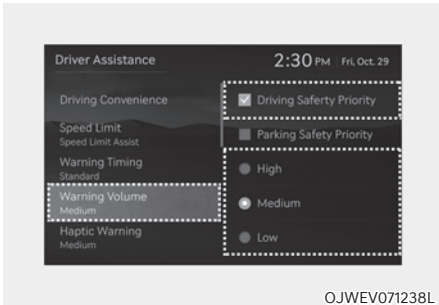 Driver Assistance
2:30 PM Fri, Oct. 29
Driving Convenience
Speed Limit
Speed Limit Assist
Warning Timing
Standard
Warning Volume
Medium
Haptic Warning
Medium
Driving Saferty Priority
Parking Safety Priority
High
Medium
Low
OJWEV071238L